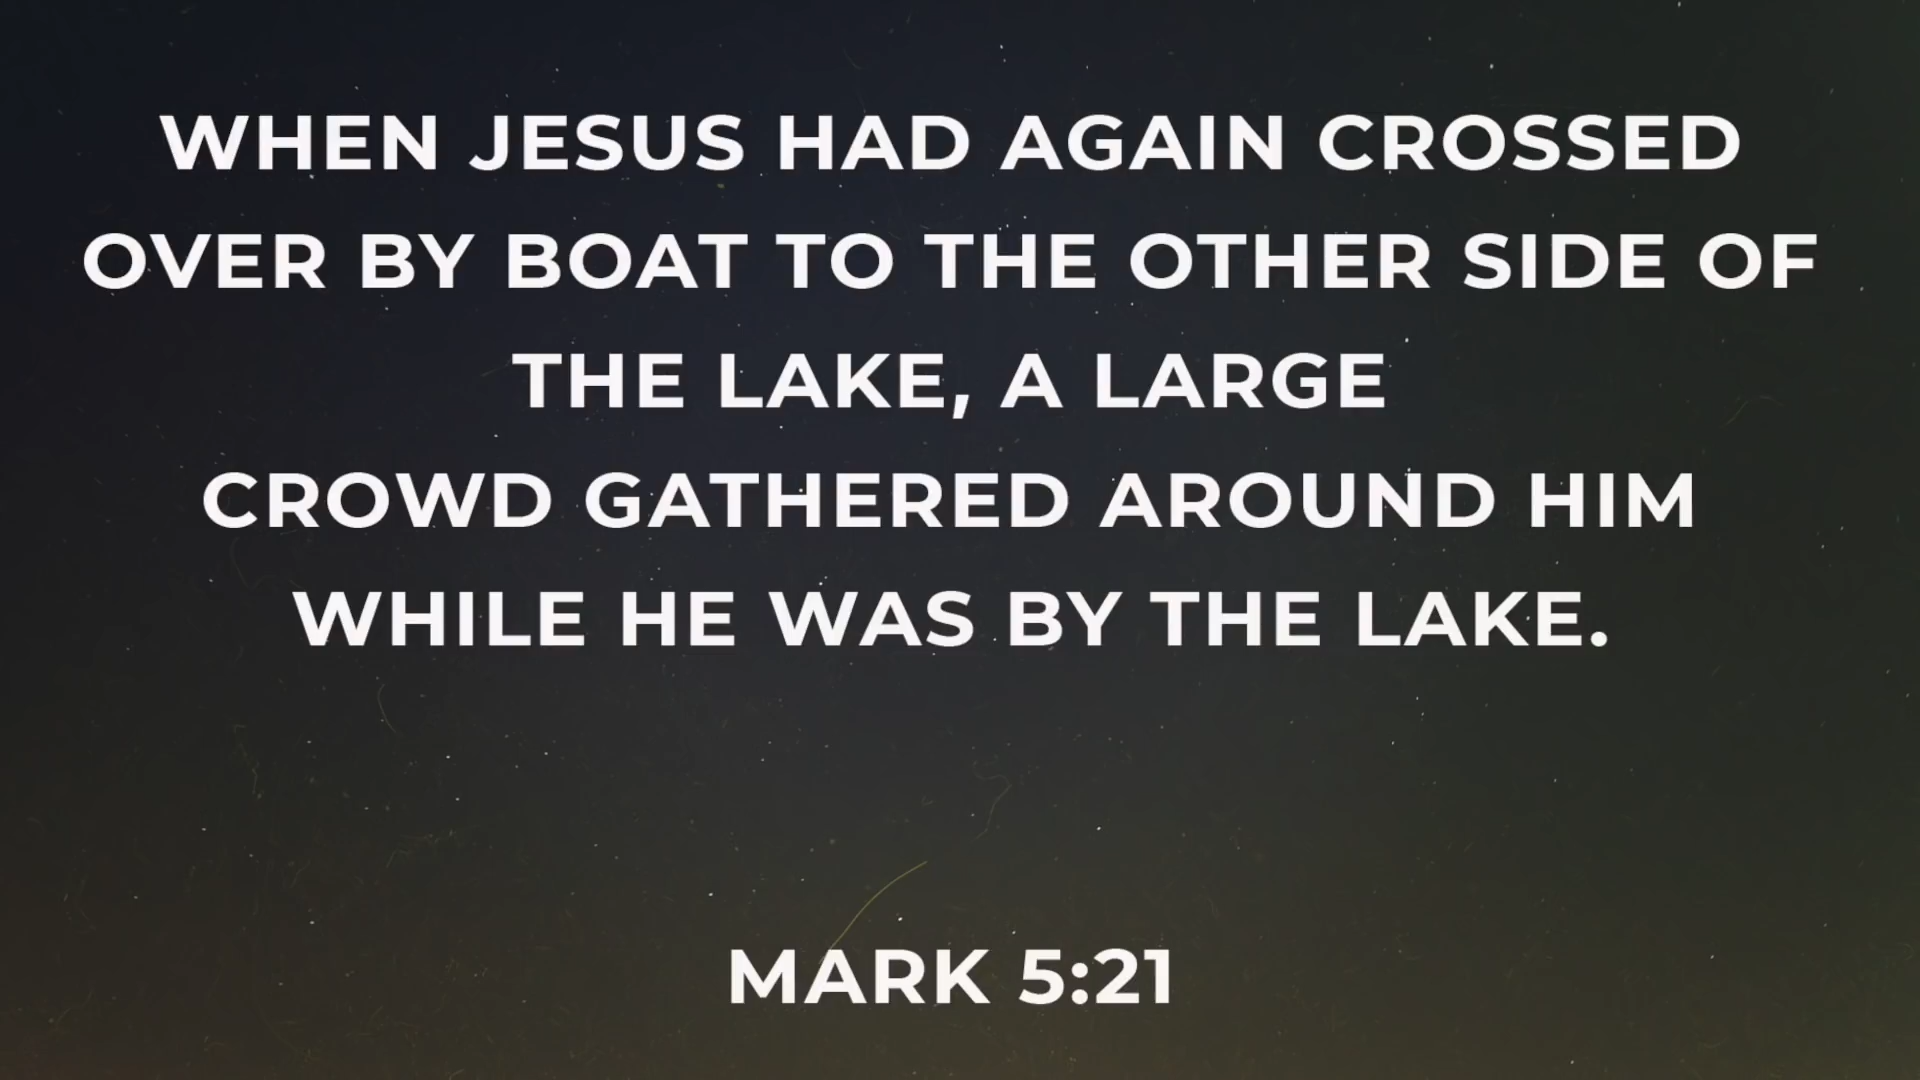 WHEN JESUS HAD AGAIN CROSSED
OVER BY BOAT TO THE OTHER SIDE OF
THE LAKE, A LARGE
CROWD GATHERED AROUND HIM
WHILE HE WAS BY THE LAKE.
MARK 5:21